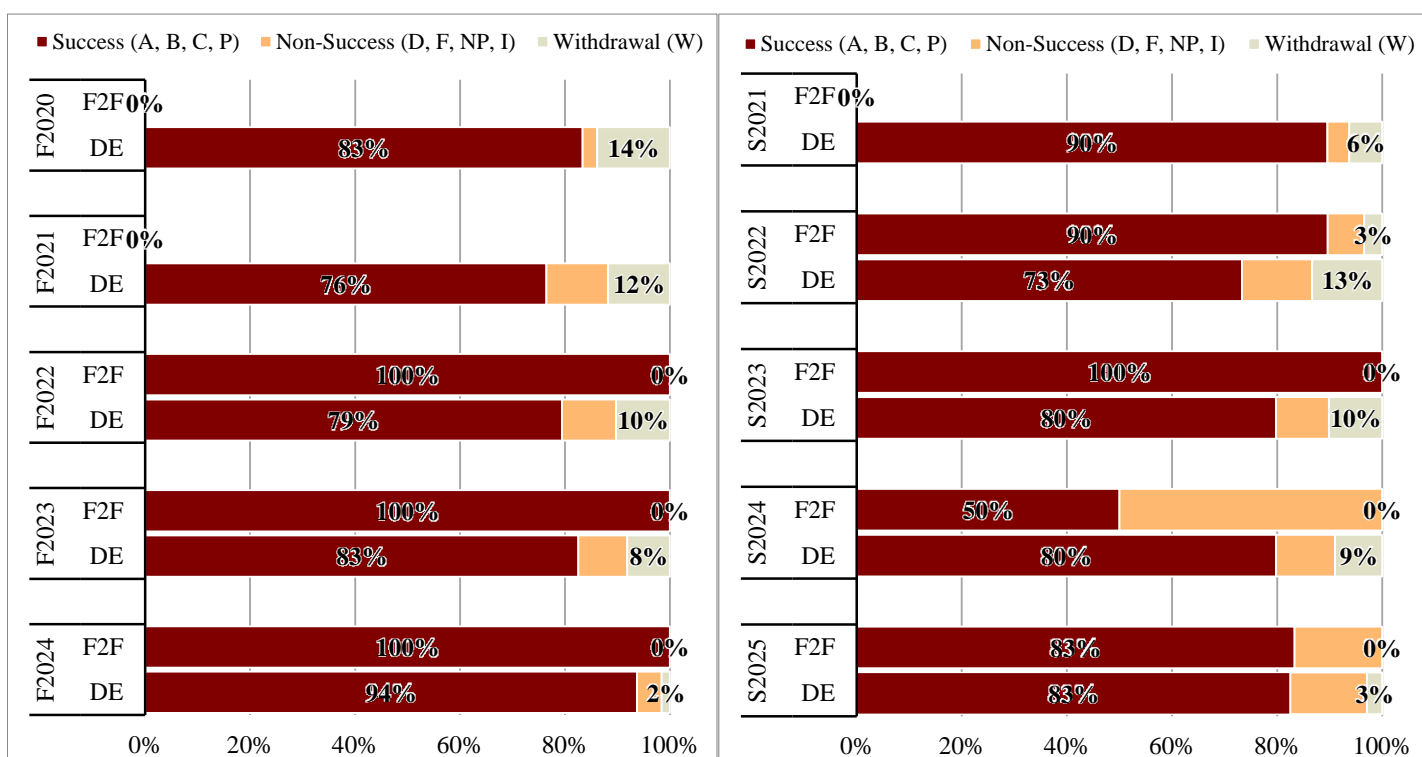 Success (A, B, C, P) Non-Success (D, F, NP, I) Withdrawal (W)
F2020
F2F 0%
DE 83% 14%
F2021
F2F 0%
DE 76% 12%
F2022
F2F 100% 0%
DE 79% 10%
F2023
F2F 100% 0%
DE 83% 8%
F2024
F2F 100% 0%
DE 94% 2%
0% 20% 40% 60% 80% 100%
Success (A, B, C, P) Non-Success (D, F, NP, I) Withdrawal (W)
S2021
F2F 0%
DE 90% 6%
S2022
F2F 90% 3%
DE 73% 13%
S2023
F2F 100% 0%
DE 80% 10%
S2024
F2F 50% 0%
DE 80% 9%
S2025
F2F 83% 0%
DE 83% 3%
0% 20% 40% 60% 80% 100%